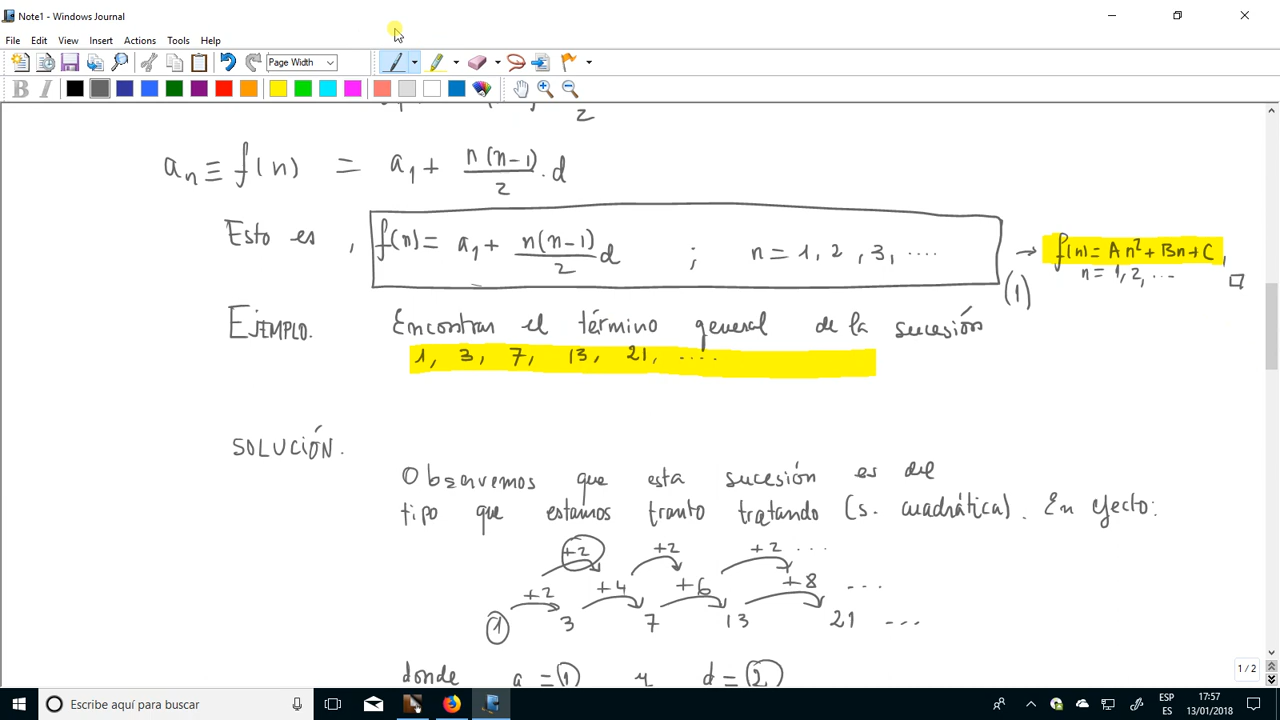 Note1 - Windows Journal
File Edit View Insert Actions Tools Help
Page Width
B I
2
aₙ ≡ f(n) = a₁ + n(n-1)/2 · d
Esto es, f(n) = a₁ + n(n-1)/2 d ; n = 1, 2, 3, ....
→ f(n) = An² + Bn + C,
n = 1, 2, ...
(1)
EJEMPLO. Encontrar el término general de la sucesión
1, 3, 7, 13, 21, ....
SOLUCIÓN.
Observemos que esta sucesión es del
tipo que estamos tratando (s. cuadrática). En efecto:
+2 +2 +2 ...
+2 +4 +6 +8 ...
1 3 7 13 21 ...
donde a = 1 y d = 2
1 / 2
Escribe aquí para buscar
ESP
ES
17:57
13/01/2018